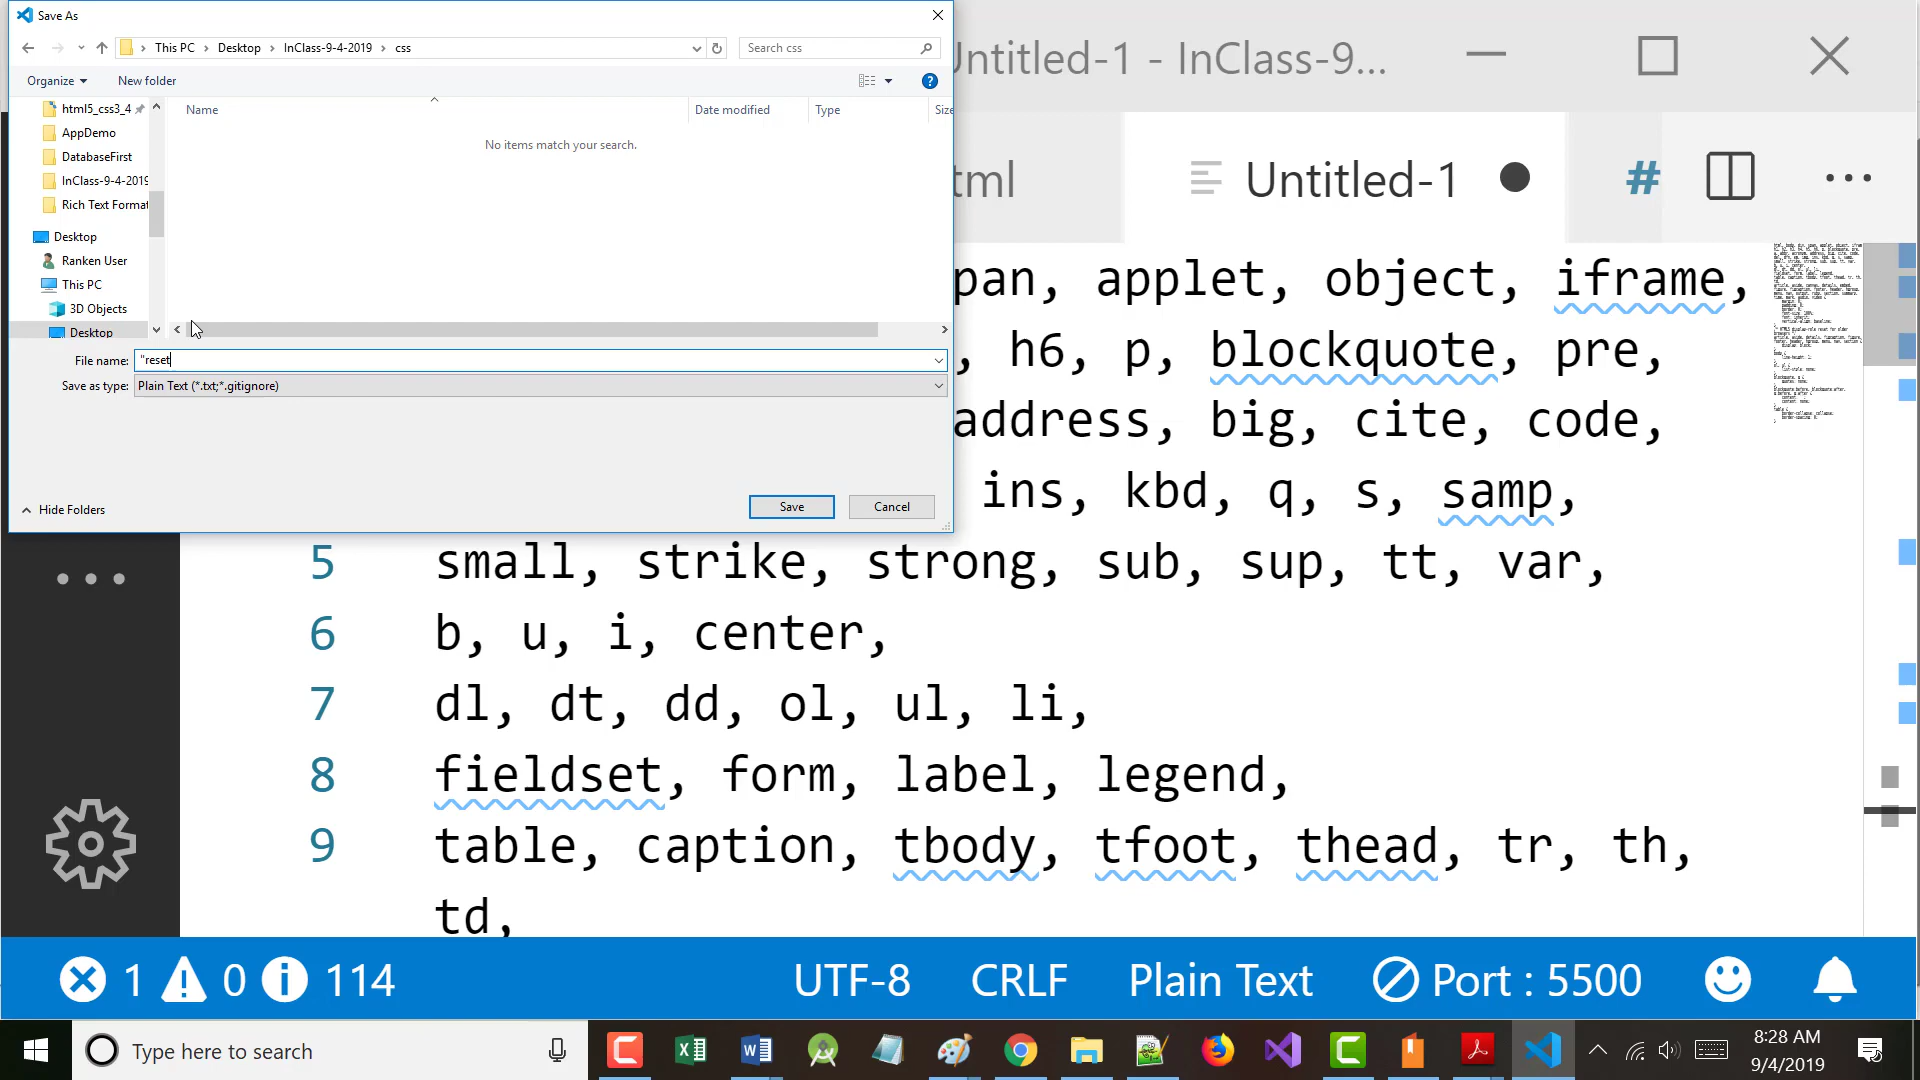 Save As
This PC > Desktop > InClass-9-4-2019 > css
Search css
Untitled-1 - InClass-9...
Organize
New folder
html5_css3_4
AppDemo
DatabaseFirst
InClass-9-4-2019
Rich Text Format
Desktop
Ranken User
This PC
3D Objects
Desktop
Name
Date modified
Type
Size
No items match your search.
File name:
"reset
Save as type:
Plain Text (*.txt;*.gitignore)
Hide Folders
Save
Cancel
tml
Untitled-1
#
pan, applet, object, iframe,
, h6, p, blockquote, pre,
address, big, cite, code,
ins, kbd, q, s, samp,
5 small, strike, strong, sub, sup, tt, var,
6 b, u, i, center,
7 dl, dt, dd, ol, ul, li,
8 fieldset, form, label, legend,
9 table, caption, tbody, tfoot, thead, tr, th,
td,
1 0 114
UTF-8 CRLF Plain Text Port : 5500
Type here to search
8:28 AM
9/4/2019